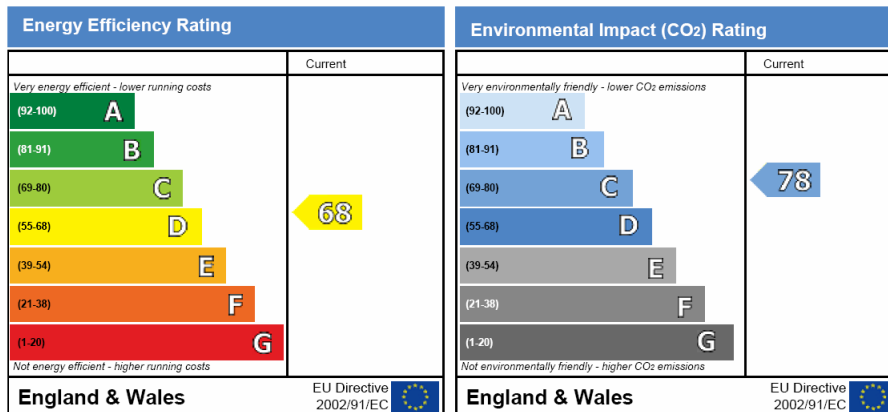 Energy Efficiency Rating
Current
Very energy efficient - lower running costs
(92-100) A
(81-91) B
(69-80) C
(55-68) D
(39-54) E
(21-38) F
(1-20) G
68
Not energy efficient - higher running costs
England & Wales
EU Directive
2002/91/EC
Environmental Impact (CO₂) Rating
Current
Very environmentally friendly - lower CO₂ emissions
(92-100) A
(81-91) B
(69-80) C
(55-68) D
(39-54) E
(21-38) F
(1-20) G
78
Not environmentally friendly - higher CO₂ emissions
England & Wales
EU Directive
2002/91/EC